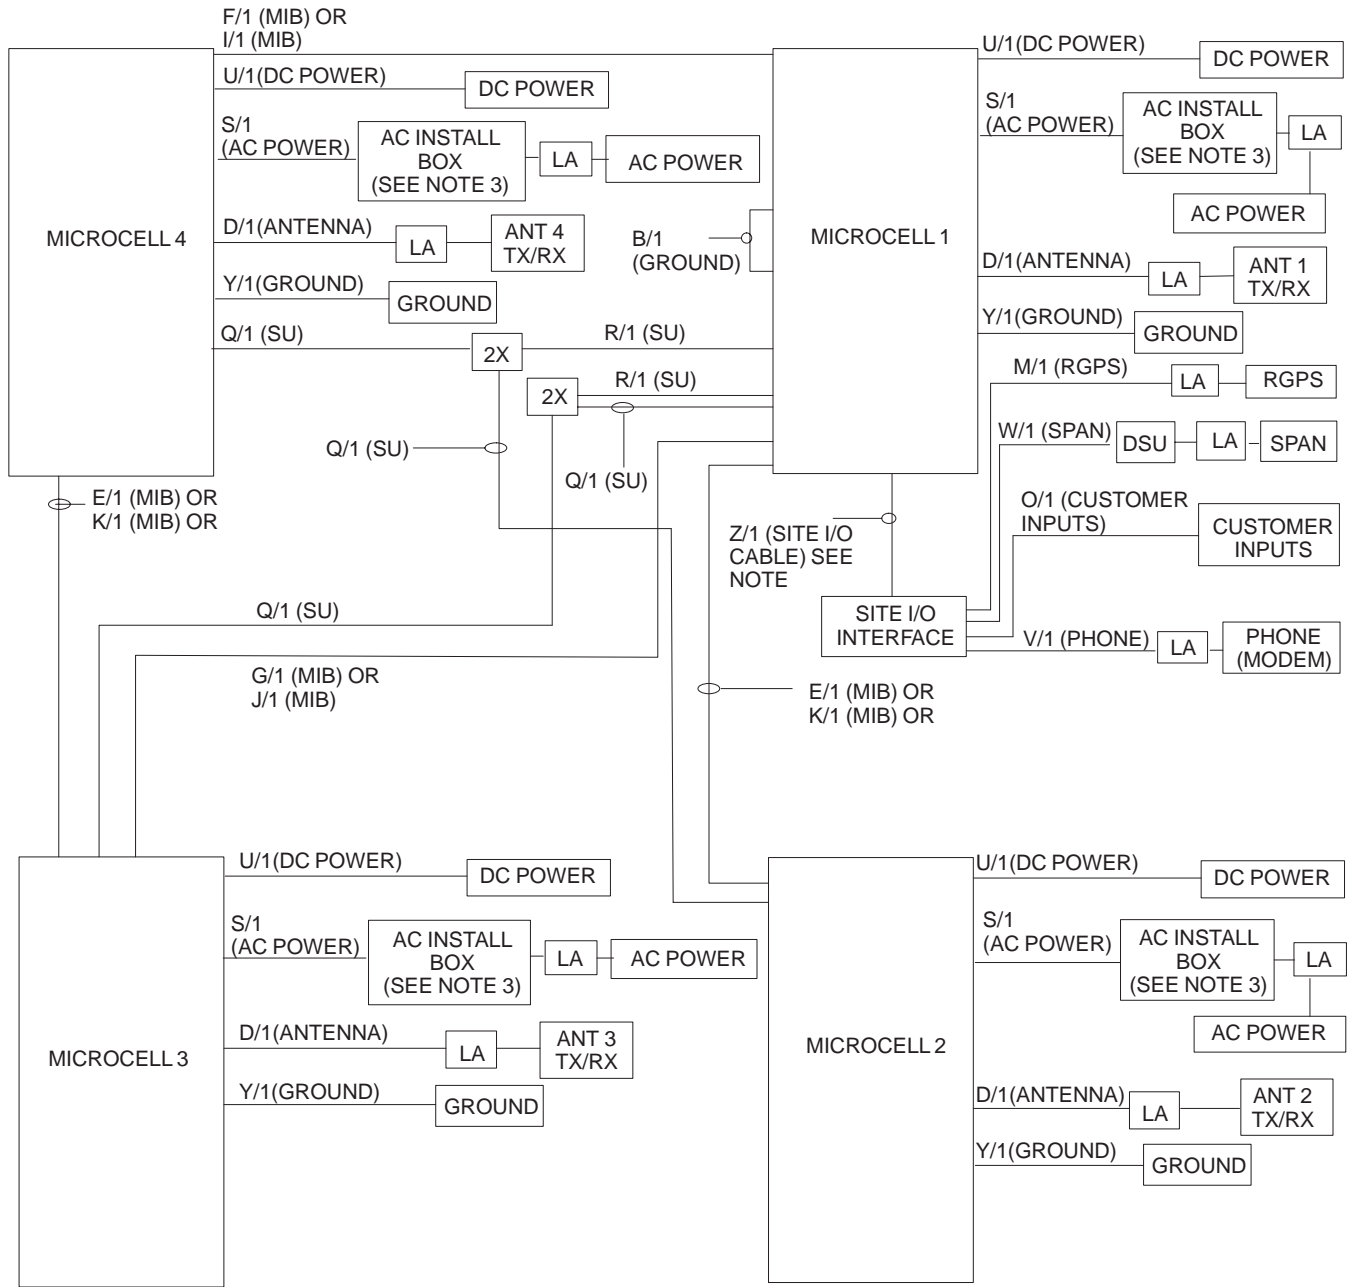 F/1 (MIB) OR
I/1 (MIB)
U/1(DC POWER)
DC POWER
S/1
(AC POWER)
AC INSTALL
BOX
(SEE NOTE 3)
LA
AC POWER
MICROCELL 4
D/1(ANTENNA)
LA
ANT 4
TX/RX
Y/1(GROUND)
GROUND
Q/1 (SU)
2X
R/1 (SU)
B/1
(GROUND)
MICROCELL 1
U/1(DC POWER)
DC POWER
S/1
(AC POWER)
AC INSTALL
BOX
(SEE NOTE 3)
LA
AC POWER
D/1(ANTENNA)
LA
ANT 1
TX/RX
Y/1(GROUND)
GROUND
M/1 (RGPS)
LA
RGPS
2X
R/1 (SU)
Q/1 (SU)
Q/1 (SU)
W/1 (SPAN)
DSU
LA
SPAN
E/1 (MIB) OR
K/1 (MIB) OR
Z/1 (SITE I/O
CABLE) SEE
NOTE
O/1 (CUSTOMER
INPUTS)
CUSTOMER
INPUTS
Q/1 (SU)
SITE I/O
INTERFACE
V/1 (PHONE)
LA
PHONE
(MODEM)
G/1 (MIB) OR
J/1 (MIB)
E/1 (MIB) OR
K/1 (MIB) OR
U/1(DC POWER)
DC POWER
S/1
(AC POWER)
AC INSTALL
BOX
(SEE NOTE 3)
LA
AC POWER
MICROCELL 3
D/1(ANTENNA)
LA
ANT 3
TX/RX
Y/1(GROUND)
GROUND
U/1(DC POWER)
DC POWER
S/1
(AC POWER)
AC INSTALL
BOX
(SEE NOTE 3)
LA
AC POWER
MICROCELL 2
D/1(ANTENNA)
LA
ANT 2
TX/RX
Y/1(GROUND)
GROUND